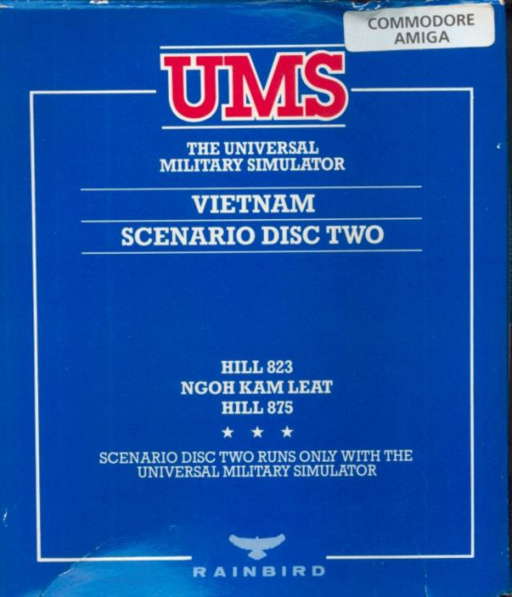 COMMODORE
AMIGA
UMS
THE UNIVERSAL
MILITARY SIMULATOR
VIETNAM
SCENARIO DISC TWO
HILL 823
NGOH KAM LEAT
HILL 875
SCENARIO DISC TWO RUNS ONLY WITH THE
UNIVERSAL MILITARY SIMULATOR
RAINBIRD